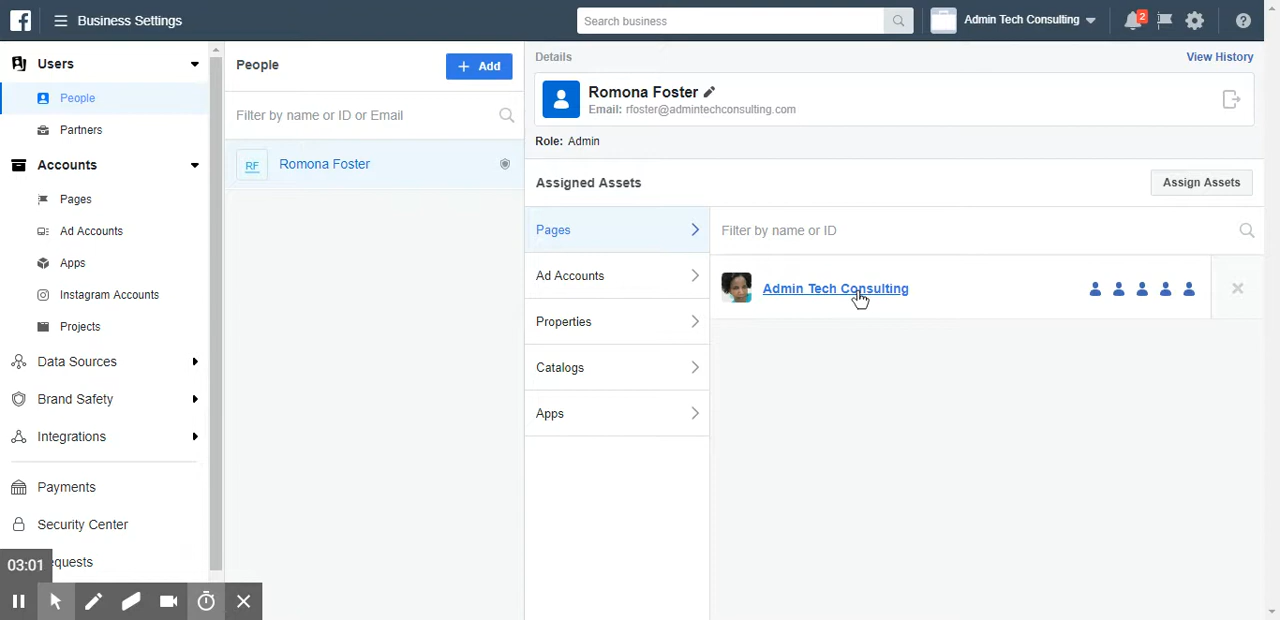 Business Settings
Search business
Admin Tech Consulting
2
Users
People
Partners
Accounts
Pages
Ad Accounts
Apps
Instagram Accounts
Projects
Data Sources
Brand Safety
Integrations
Payments
Security Center
equests
03:01
People
+ Add
Filter by name or ID or Email
RF
Romona Foster
Details
View History
Romona Foster
Email: rfoster@admintechconsulting.com
Role: Admin
Assigned Assets
Assign Assets
Pages
Ad Accounts
Properties
Catalogs
Apps
Filter by name or ID
Admin Tech Consulting